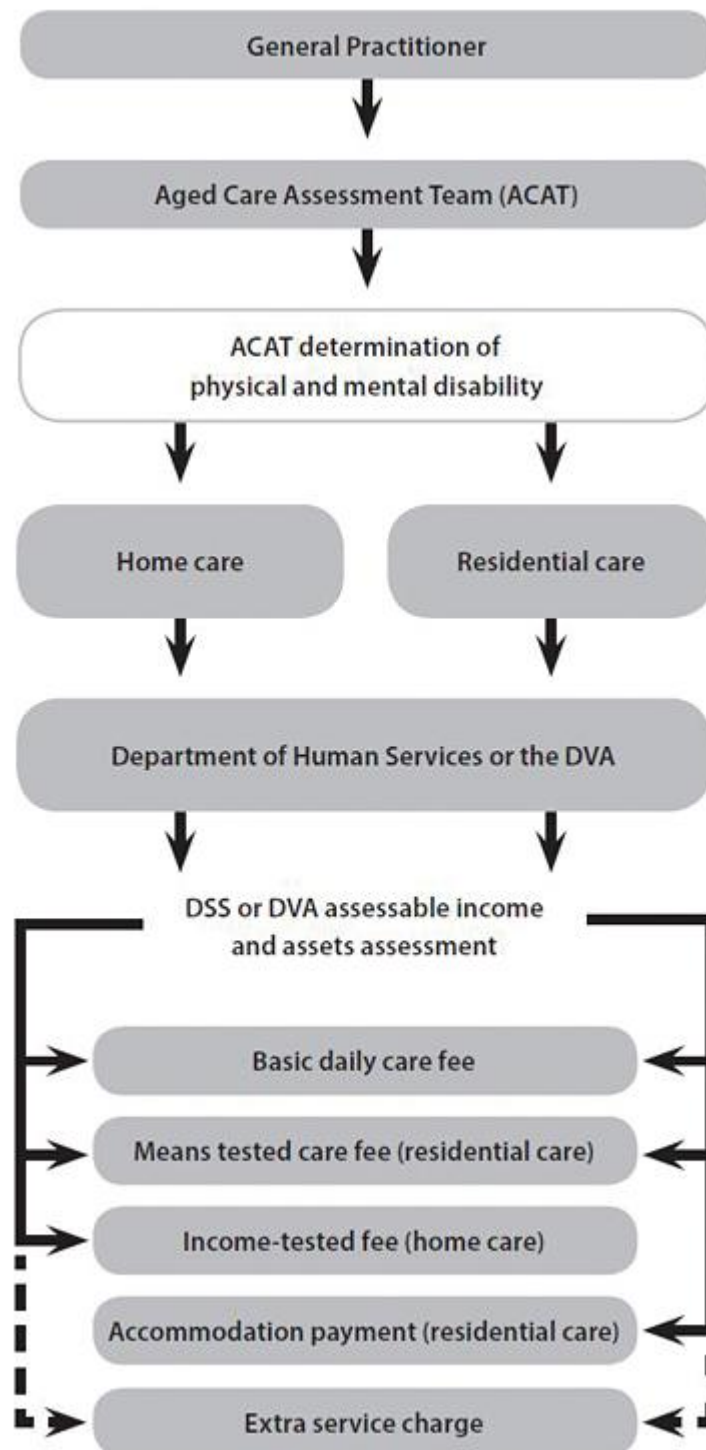 General Practitioner
Aged Care Assessment Team (ACAT)
ACAT determination of
physical and mental disability
Home care
Residential care
Department of Human Services or the DVA
DSS or DVA assessable income
and assets assessment
Basic daily care fee
Means tested care fee (residential care)
Income-tested fee (home care)
Accommodation payment (residential care)
Extra service charge